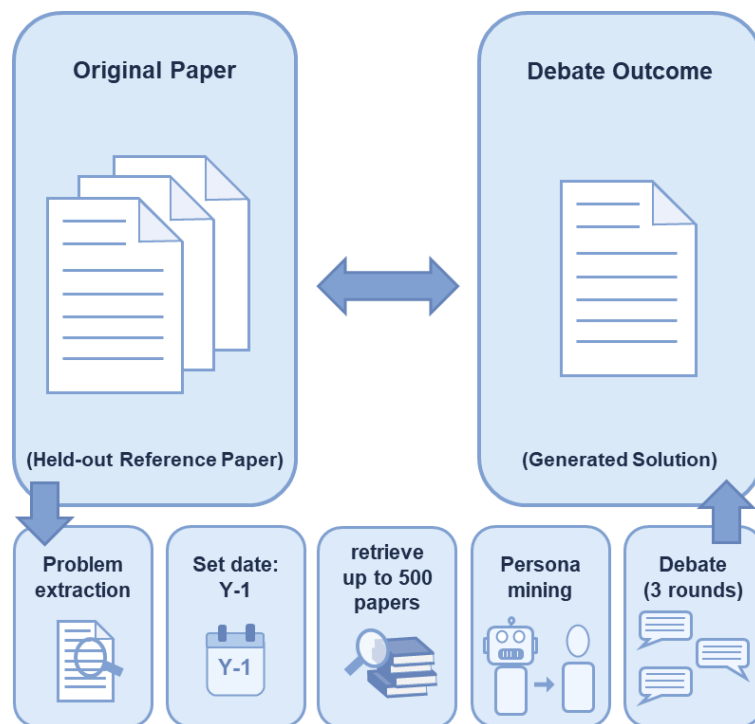 Original Paper
(Held-out Reference Paper)
Debate Outcome
(Generated Solution)
Problem
extraction
Set date:
Y-1
Y-1
retrieve
up to 500
papers
Persona
mining
Debate
(3 rounds)